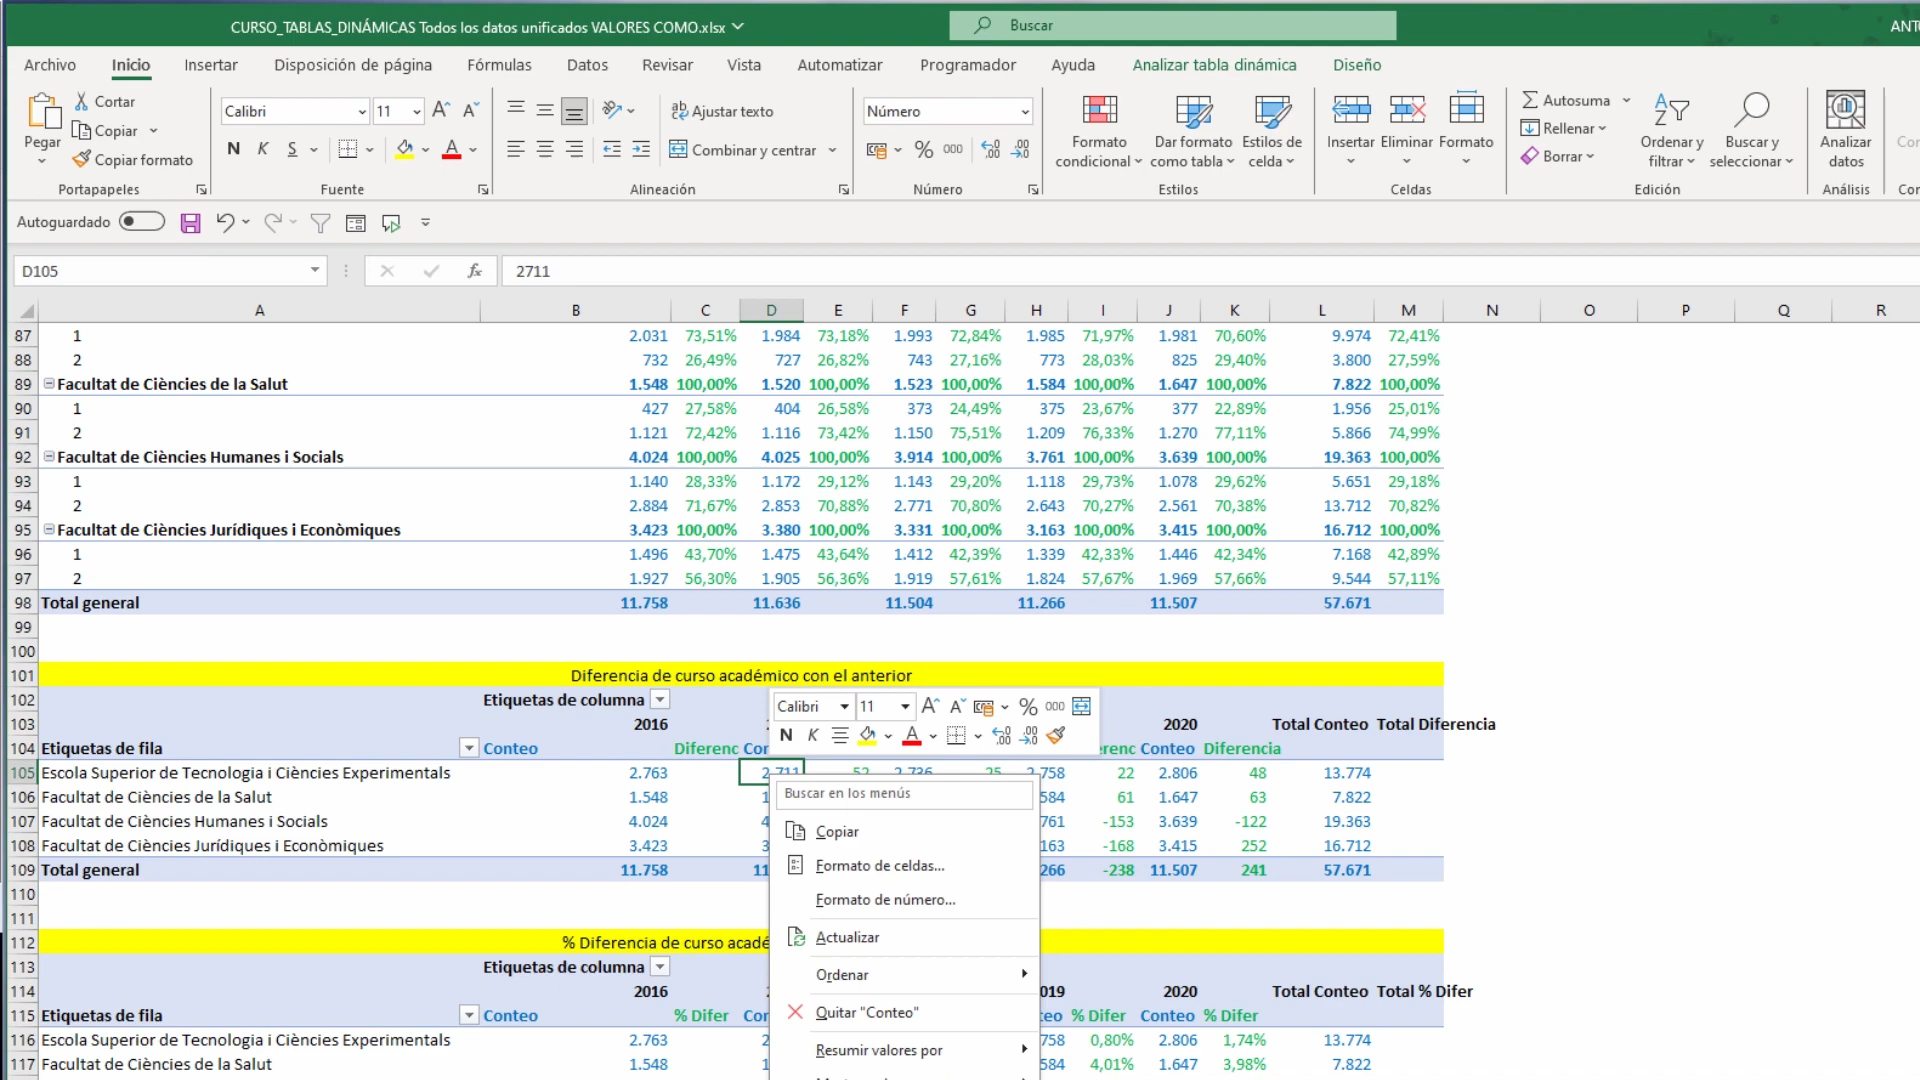 CURSO_TABLAS_DINÁMICAS Todos los datos unificados VALORES COMO.xlsx
Buscar
Archivo Inicio Insertar Disposición de página Fórmulas Datos Revisar Vista Automatizar Programador Ayuda Analizar tabla dinámica Diseño
Pegar
Cortar
Copiar
Copiar formato
Calibri 11
N K S
Ajustar texto
Combinar y centrar
Número
% 000
Formato condicional
Dar formato como tabla
Estilos de celda
Insertar Eliminar Formato
Autosuma
Rellenar
Borrar
Ordenar y filtrar
Buscar y seleccionar
Analizar datos
Portapapeles Fuente Alineación Número Estilos Celdas Edición Análisis
Autoguardado
D105 fx 2711
A B C D E F G H I J K L M N O P Q R
87 1 2.031 73,51% 1.984 73,18% 1.993 72,84% 1.985 71,97% 1.981 70,60% 9.974 72,41%
88 2 732 26,49% 727 26,82% 743 27,16% 773 28,03% 825 29,40% 3.800 27,59%
89 Facultat de Ciències de la Salut 1.548 100,00% 1.520 100,00% 1.523 100,00% 1.584 100,00% 1.647 100,00% 7.822 100,00%
90 1 427 27,58% 404 26,58% 373 24,49% 375 23,67% 377 22,89% 1.956 25,01%
91 2 1.121 72,42% 1.116 73,42% 1.150 75,51% 1.209 76,33% 1.270 77,11% 5.866 74,99%
92 Facultat de Ciències Humanes i Socials 4.024 100,00% 4.025 100,00% 3.914 100,00% 3.761 100,00% 3.639 100,00% 19.363 100,00%
93 1 1.140 28,33% 1.172 29,12% 1.143 29,20% 1.118 29,73% 1.078 29,62% 5.651 29,18%
94 2 2.884 71,67% 2.853 70,88% 2.771 70,80% 2.643 70,27% 2.561 70,38% 13.712 70,82%
95 Facultat de Ciències Jurídiques i Econòmiques 3.423 100,00% 3.380 100,00% 3.331 100,00% 3.163 100,00% 3.415 100,00% 16.712 100,00%
96 1 1.496 43,70% 1.475 43,64% 1.412 42,39% 1.339 42,33% 1.446 42,34% 7.168 42,89%
97 2 1.927 56,30% 1.905 56,36% 1.919 57,61% 1.824 57,67% 1.969 57,66% 9.544 57,11%
98 Total general 11.758 11.636 11.504 11.266 11.507 57.671
99
100
101 Diferencia de curso académico con el anterior
102 Etiquetas de columna
103 2016 2020 Total Conteo Total Diferencia
104 Etiquetas de fila Conteo Diferenc Conteo Diferencia
105 Escola Superior de Tecnologia i Ciències Experimentals 2.763 2.711 -52 2.736 25 2.758 22 2.806 48 13.774
106 Facultat de Ciències de la Salut 1.548 584 61 1.647 63 7.822
107 Facultat de Ciències Humanes i Socials 4.024 761 -153 3.639 -122 19.363
108 Facultat de Ciències Jurídiques i Econòmiques 3.423 163 -168 3.415 252 16.712
109 Total general 11.758 11 266 -238 11.507 241 57.671
110
111
112 % Diferencia de curso acadé
113 Etiquetas de columna
114 2016 019 2020 Total Conteo Total % Difer
115 Etiquetas de fila Conteo % Difer Con teo % Difer Conteo % Difer
116 Escola Superior de Tecnologia i Ciències Experimentals 2.763 758 0,80% 2.806 1,74% 13.774
117 Facultat de Ciències de la Salut 1.548 584 4,01% 1.647 3,98% 7.822
Calibri 11 % 000
N K
Buscar en los menús
Copiar
Formato de celdas...
Formato de número...
Actualizar
Ordenar
Quitar "Conteo"
Resumir valores por